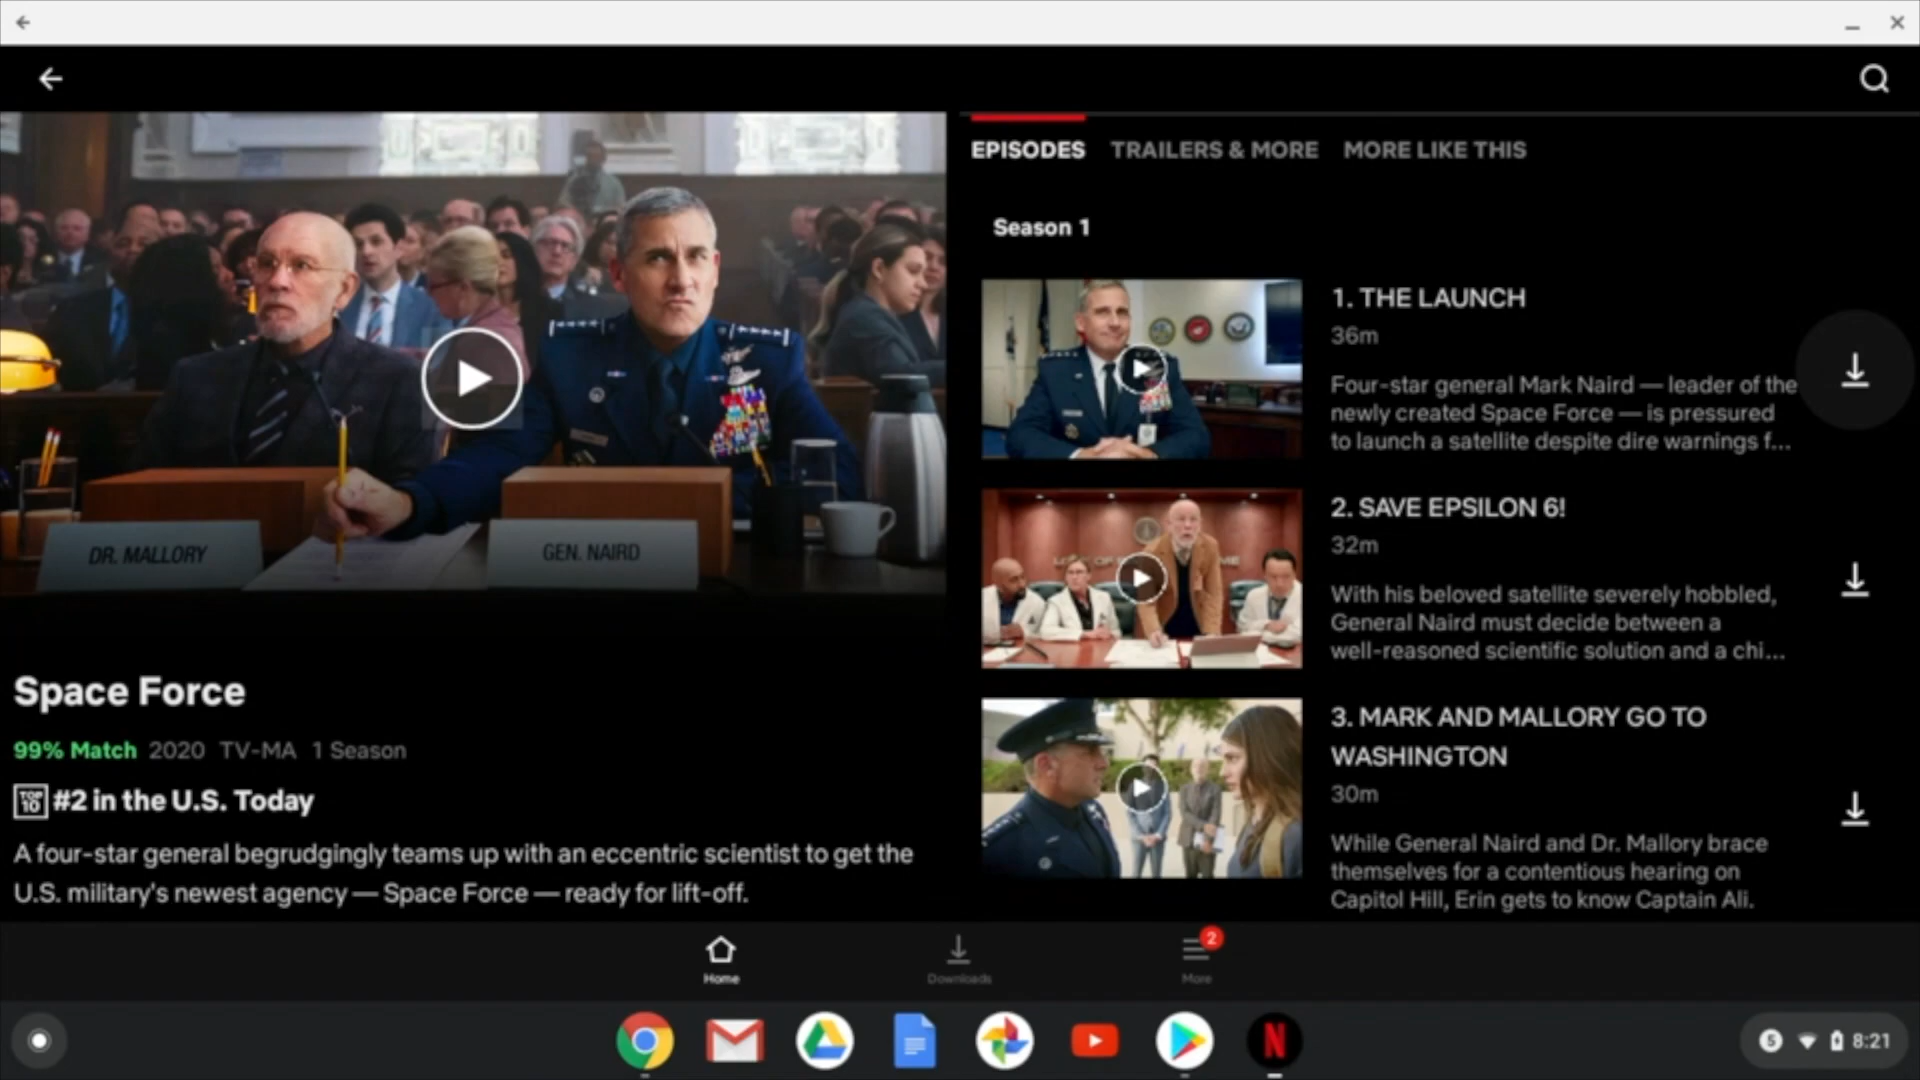 EPISODES TRAILERS & MORE MORE LIKE THIS
Season 1
1. THE LAUNCH
36m
Four-star general Mark Naird — leader of the
newly created Space Force — is pressured
to launch a satellite despite dire warnings f...
2. SAVE EPSILON 6!
32m
With his beloved satellite severely hobbled,
General Naird must decide between a
well-reasoned scientific solution and a chi...
3. MARK AND MALLORY GO TO
WASHINGTON
30m
While General Naird and Dr. Mallory brace
themselves for a contentious hearing on
Capitol Hill, Erin gets to know Captain Ali.
DR. MALLORY
GEN. NAIRD
Space Force
99% Match 2020 TV-MA 1 Season
TOP 10 #2 in the U.S. Today
A four-star general begrudgingly teams up with an eccentric scientist to get the
U.S. military's newest agency — Space Force — ready for lift-off.
Home
Downloads
More
2
N
5
8:21